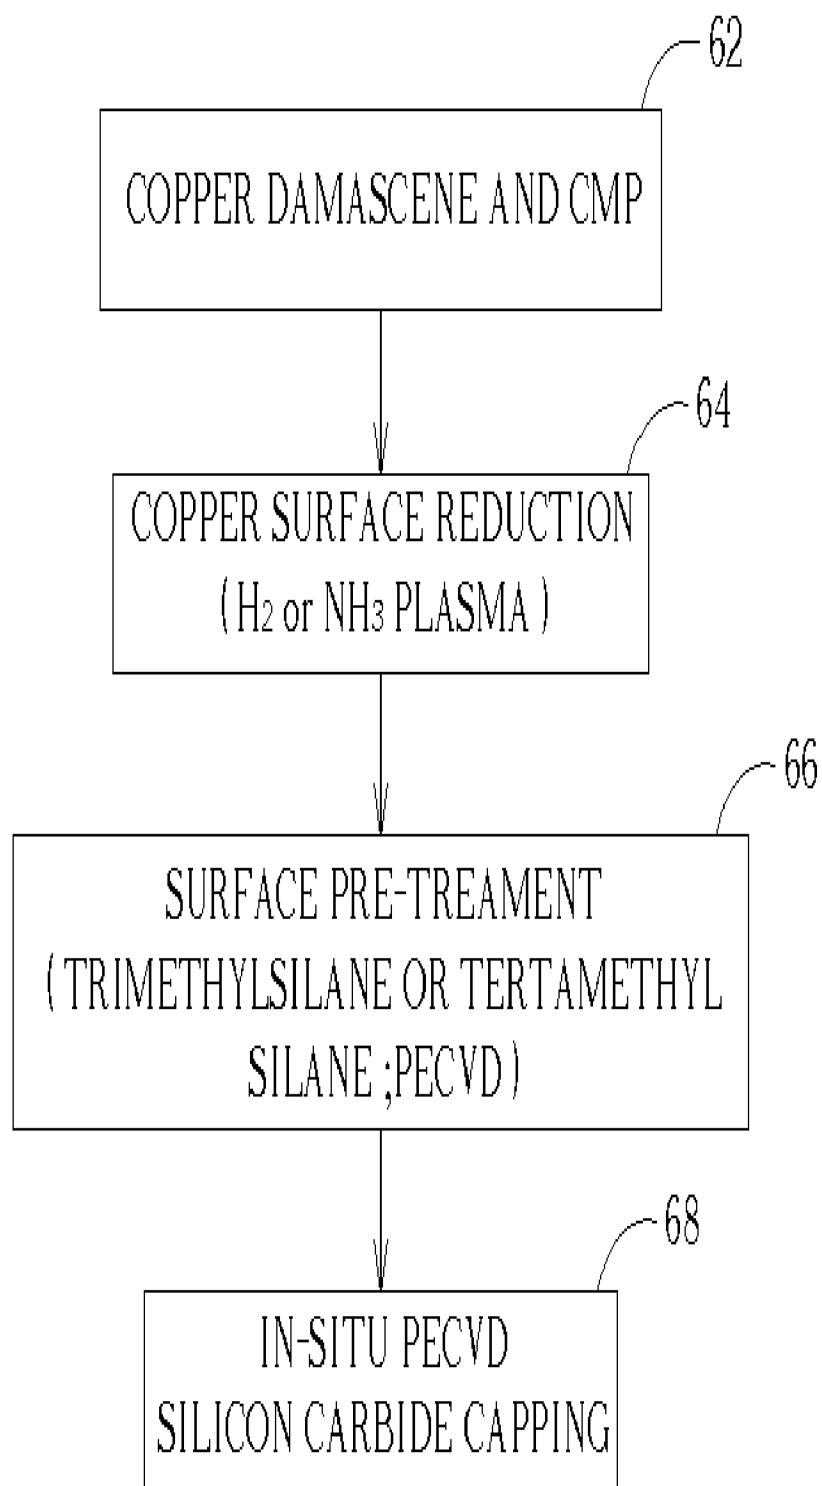 62
COPPER DAMASCENE AND CMP
64
COPPER SURFACE REDUCTION
( H2 or NH3 PLASMA )
66
SURFACE PRE-TREAMENT
( TRIMETHYLSILANE OR TERTAMETHYL
SILANE ;PECVD )
68
IN-SITU PECVD
SILICON CARBIDE CAPPING